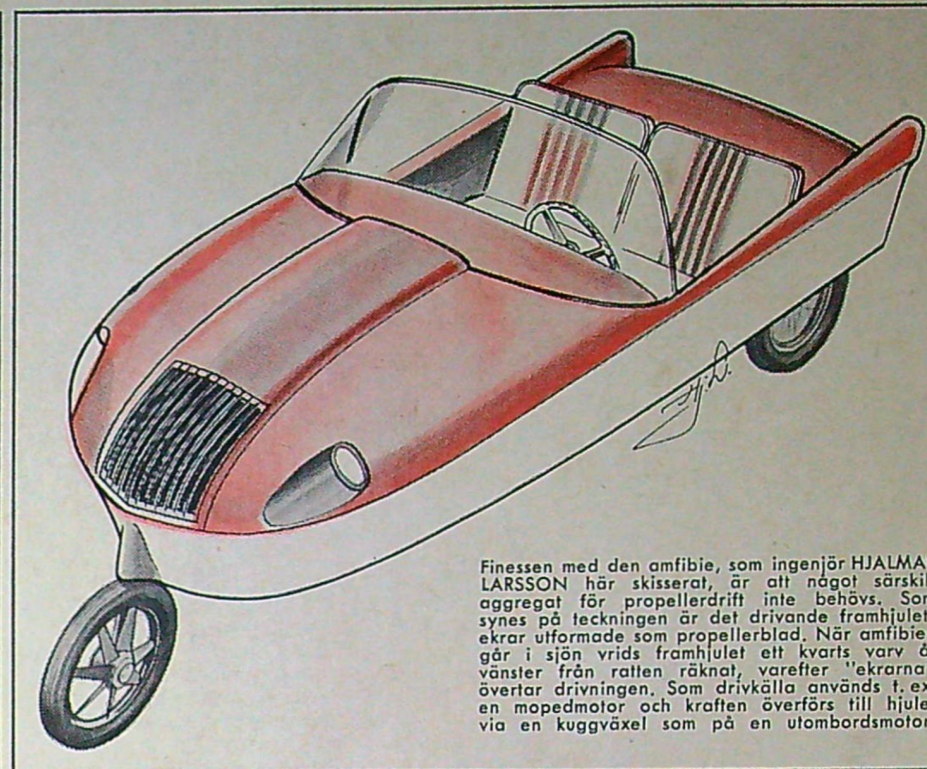 Hj.L.
Finessen med den amfibie, som ingenjör HJALMA
LARSSON här skisserat, är att något särskil
aggregat för propellerdrift inte behövs. Som
synes på teckningen är det drivande framhjulet
ekrar utformade som propellerblad. När amfibie
går i sjön vrids framhjulet ett kvarts varv å
vänster från ratten räknat, varefter "ekrarna
övertar drivningen. Som drivkälla används t. ex
en mopedmotor och kraften överförs till hjule
via en kuggväxel som på en utombordsmotor